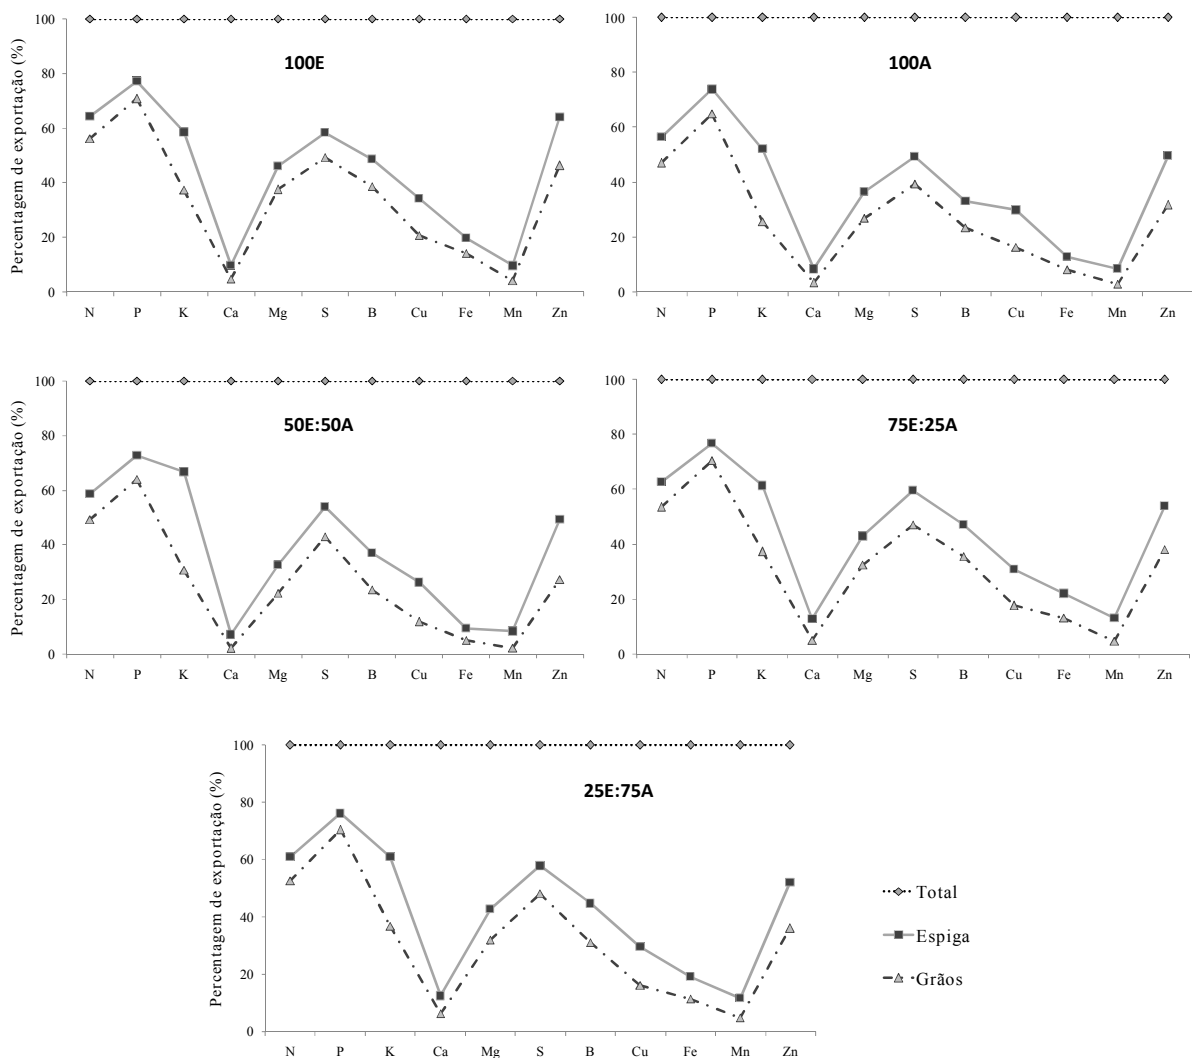 100E
Percentagem de exportação (%)
100
80
60
40
20
0
N P K Ca Mg S B Cu Fe Mn Zn
100A
100
80
60
40
20
0
N P K Ca Mg S B Cu Fe Mn Zn
50E:50A
Percentagem de exportação (%)
100
80
60
40
20
0
N P K Ca Mg S B Cu Fe Mn Zn
75E:25A
100
80
60
40
20
0
N P K Ca Mg S B Cu Fe Mn Zn
25E:75A
Percentagem de exportação (%)
100
80
60
40
20
0
N P K Ca Mg S B Cu Fe Mn Zn
Total
Espiga
Grãos